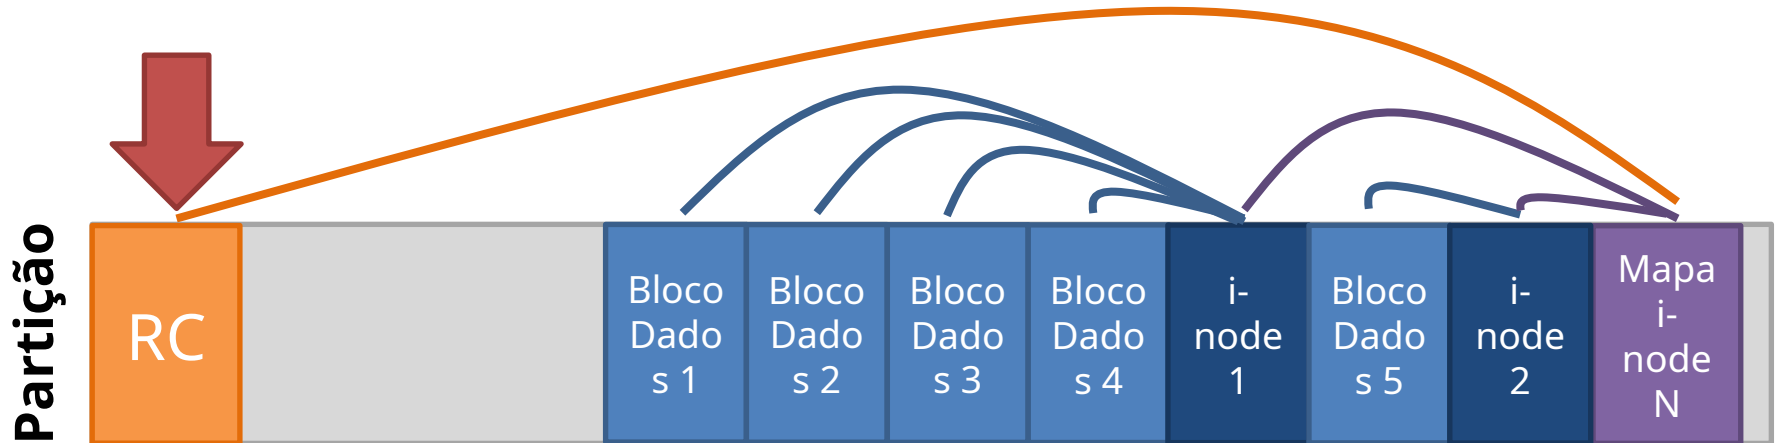 Partição
RC
Bloco
Dado
s 1
Bloco
Dado
s 2
Bloco
Dado
s 3
Bloco
Dado
s 4
i-
node
1
Bloco
Dado
s 5
i-
node
2
Mapa
i-
node
N